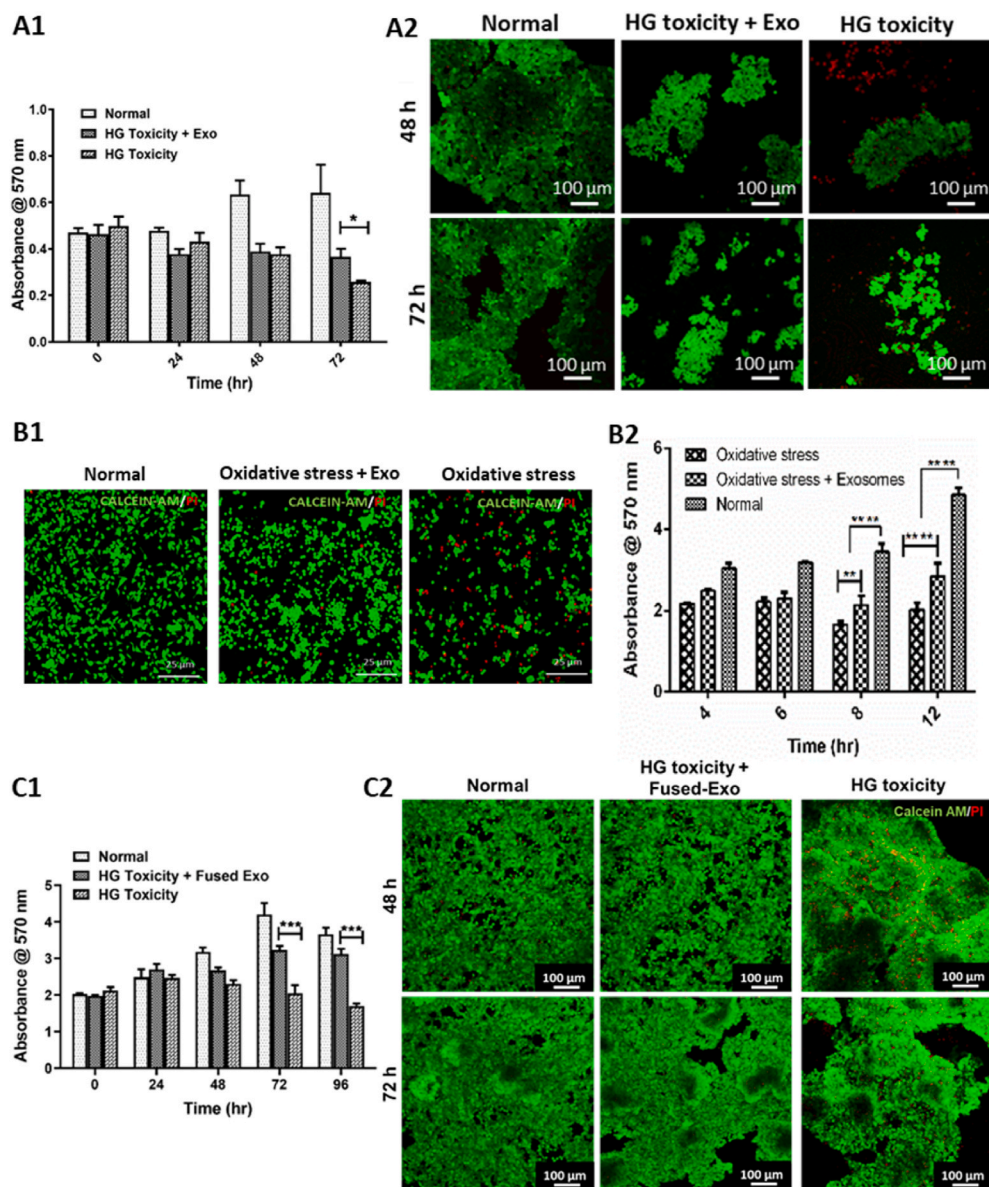 A1
Absorbance @ 570 nm
1.0
0.8
0.6
0.4
0.2
0.0
Normal
HG Toxicity + Exo
HG Toxicity
*
0 24 48 72
Time (hr)
A2
Normal HG toxicity + Exo HG toxicity
48 h
100 µm 100 µm 100 µm
72 h
100 µm 100 µm 100 µm
B1
Normal Oxidative stress + Exo Oxidative stress
CALCEIN-AM/PI CALCEIN-AM/PI CALCEIN-AM/PI
25 µm 25 µm 25 µm
B2
Absorbance @ 570 nm
6
4
2
0
Oxidative stress
Oxidative stress + Exosomes
Normal
** **** **** ****
4 6 8 12
Time (hr)
C1
Absorbance @ 570 nm
5
4
3
2
1
0
Normal
HG Toxicity + Fused Exo
HG Toxicity
*** ***
0 24 48 72 96
Time (hr)
C2
Normal HG toxicity + Fused-Exo HG toxicity
Calcein AM/PI
48 h
100 µm 100 µm 100 µm
72 h
100 µm 100 µm 100 µm